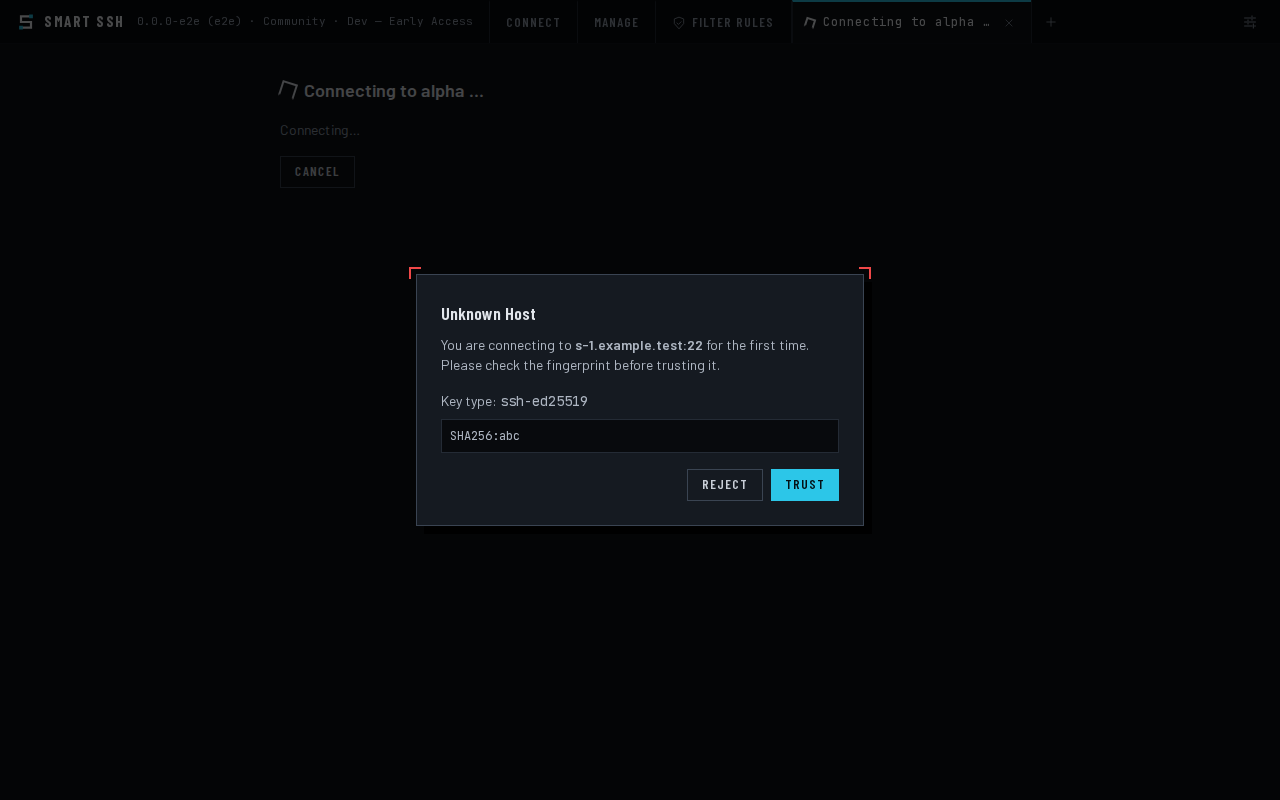 SMART SSH 0.0.0-e2e (e2e) · Community · Dev — Early Access CONNECT MANAGE FILTER RULES Connecting to alpha …
Connecting to alpha …
Connecting…
CANCEL
Unknown Host
You are connecting to s-1.example.test:22 for the first time.
Please check the fingerprint before trusting it.
Key type: ssh-ed25519
SHA256:abc
REJECT TRUST